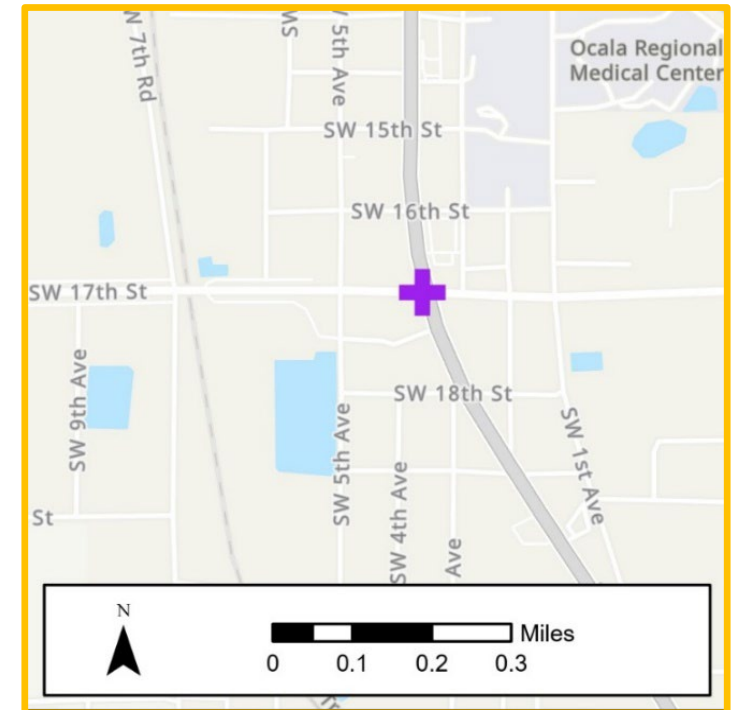 SW 7th Rd
SW
5th Ave
Ocala Regional
Medical Center
SW 15th St
SW 16th St
SW 17th St
SW 9th Ave
SW 18th St
SW 5th Ave
SW 4th Ave
Ave
SW 1st Ave
St
N
Miles
0 0.1 0.2 0.3